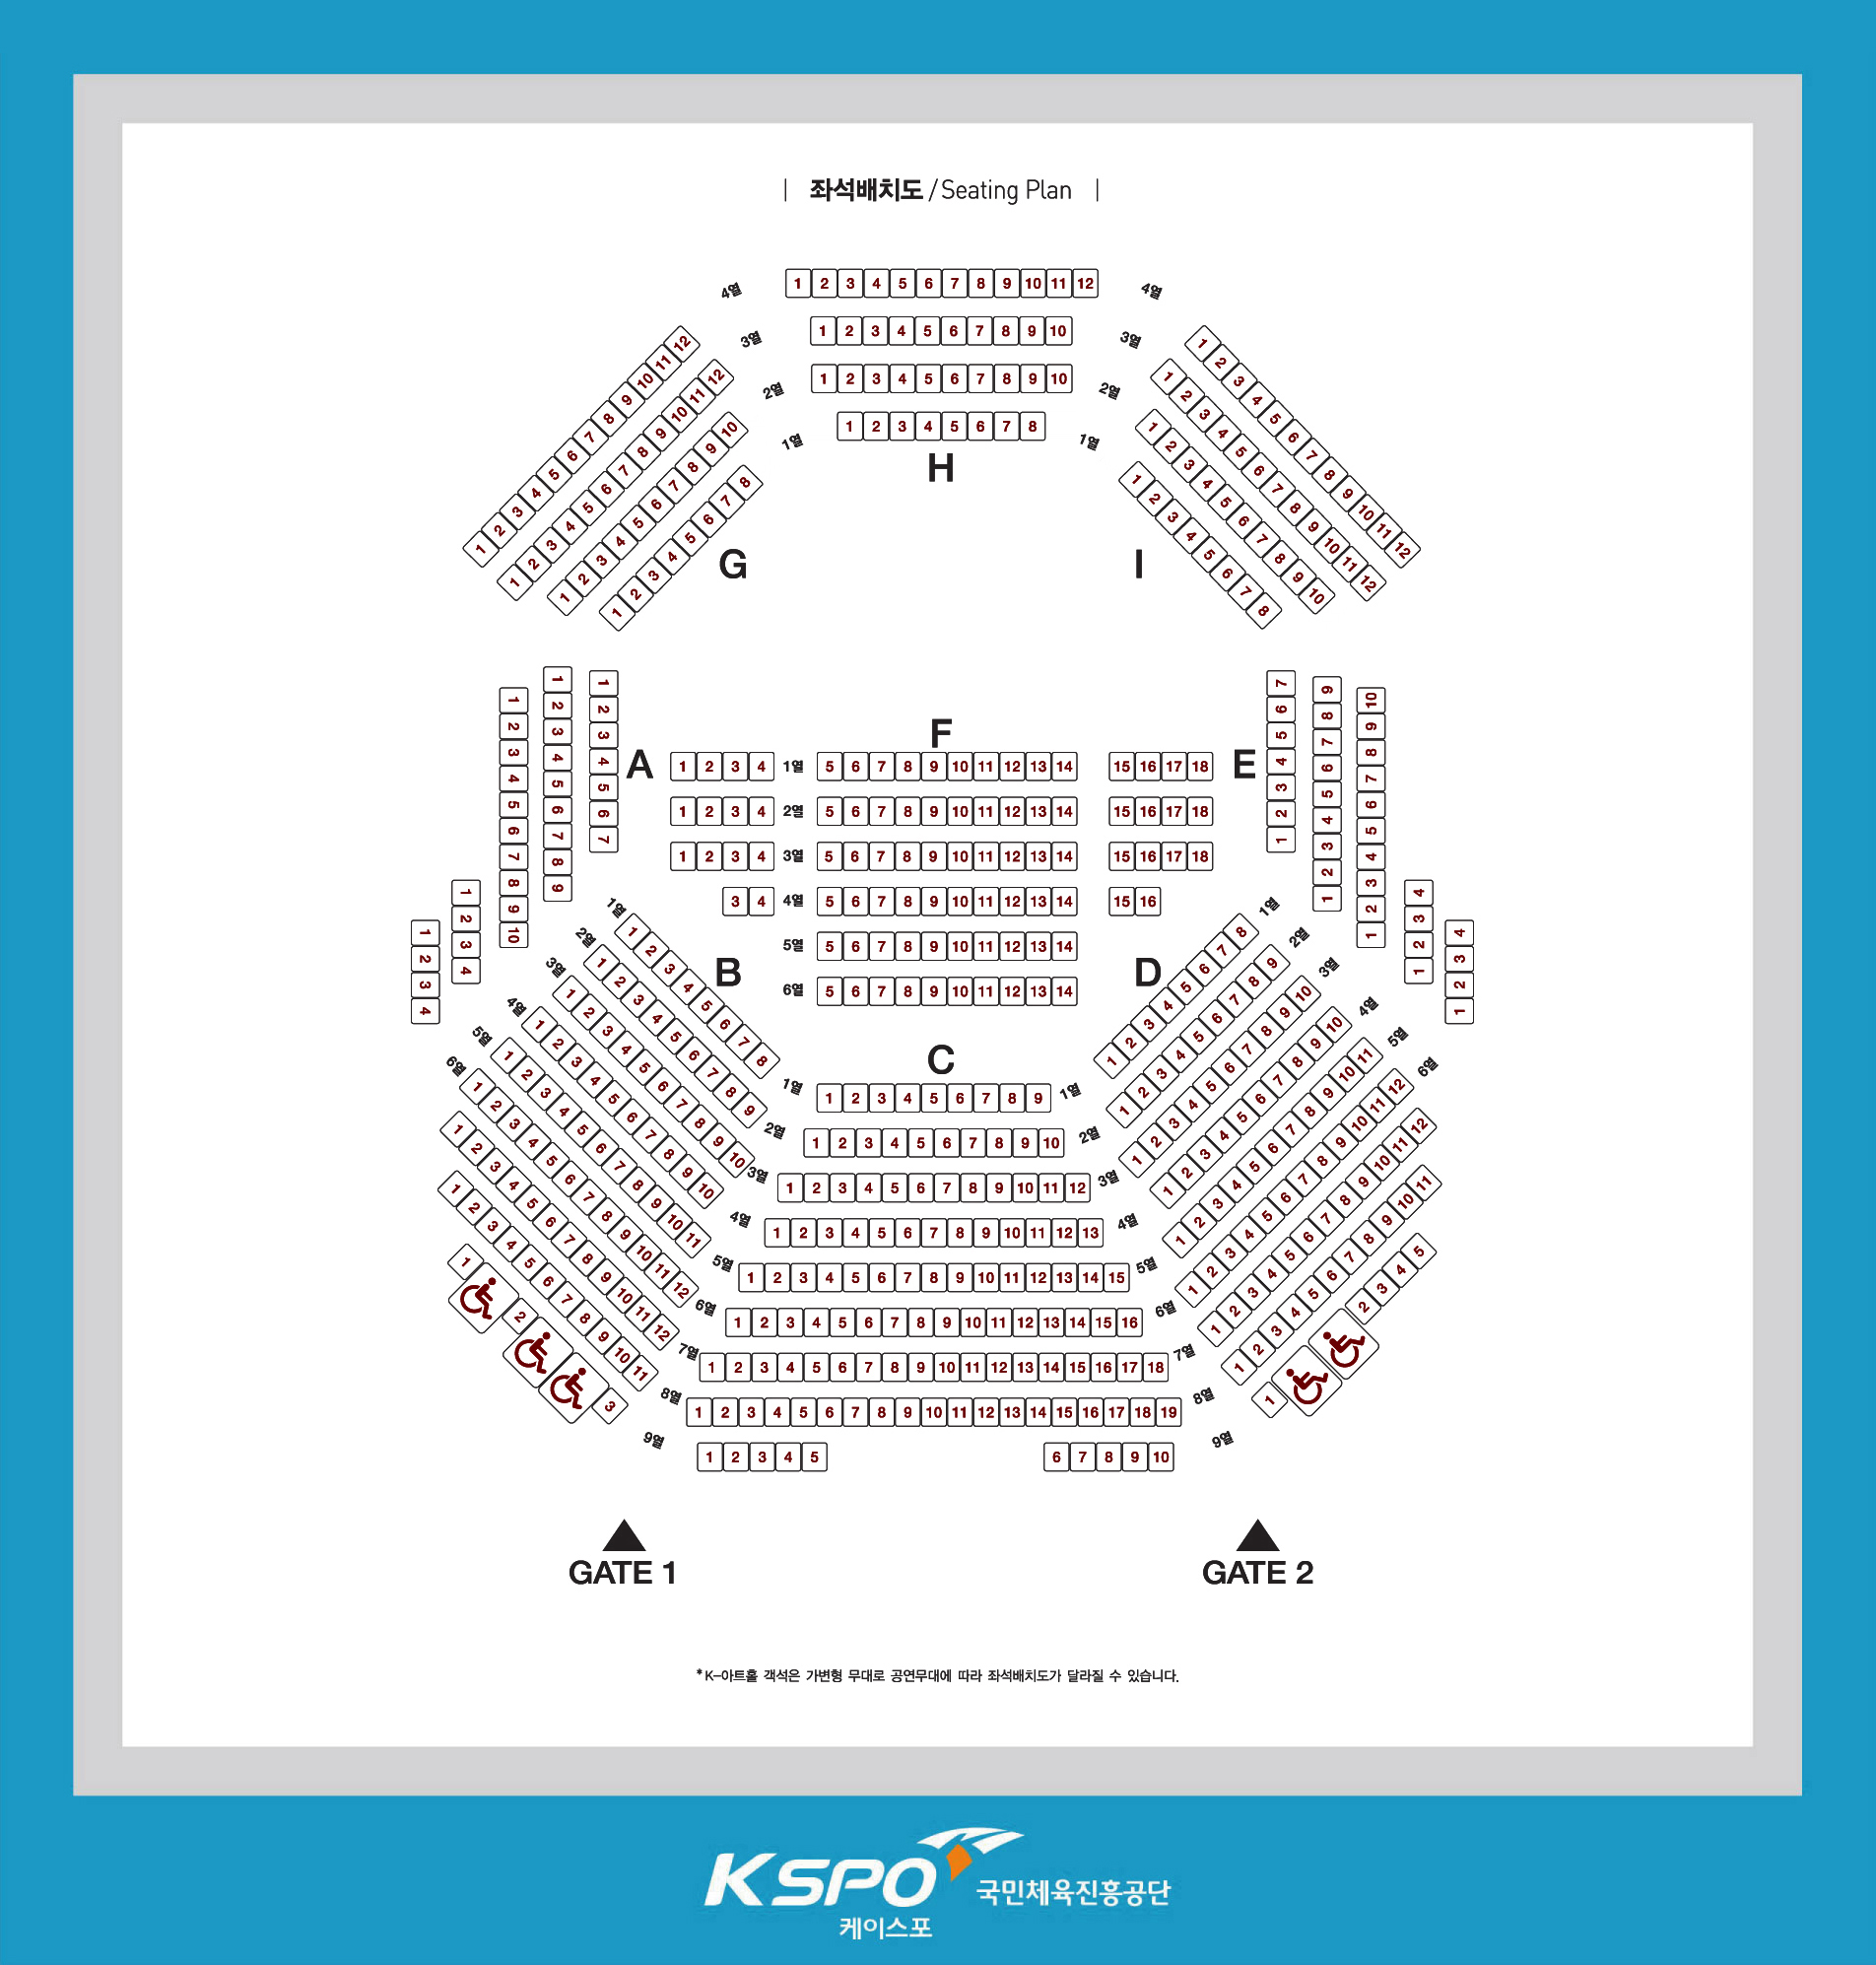 좌석배치도 / Seating Plan
4열 1 2 3 4 5 6 7 8 9 10 11 12 4열
3열 1 2 3 4 5 6 7 8 9 10 3열
2열 1 2 3 4 5 6 7 8 9 10 2열
1열 1 2 3 4 5 6 7 8 1열
H
1 2 3 4 5 6 7 8 9 10 11 12
1 2 3 4 5 6 7 8 9 10 11 12
1 2 3 4 5 6 7 8 9 10
1 2 3 4 5 6 7 8
G
1 2 3 4 5 6 7 8 9 10 11 12
1 2 3 4 5 6 7 8 9 10 11 12
1 2 3 4 5 6 7 8 9 10
1 2 3 4 5 6 7 8
I
1 2 3 4
1 2 3 4
1 2 3 4 5 6 7 8 9 10
1 2 3 4 5 6 7 8 9
1 2 3 4 5 6 7
A
F
1 2 3 4 1열 5 6 7 8 9 10 11 12 13 14 15 16 17 18
1 2 3 4 2열 5 6 7 8 9 10 11 12 13 14 15 16 17 18
1 2 3 4 3열 5 6 7 8 9 10 11 12 13 14 15 16 17 18
3 4 4열 5 6 7 8 9 10 11 12 13 14 15 16
5열 5 6 7 8 9 10 11 12 13 14
6열 5 6 7 8 9 10 11 12 13 14
E
7 6 5 4 3 2 1
9 8 7 6 5 4 3 2 1
10 9 8 7 6 5 4 3 2 1
4 3 2 1
4 3 2 1
B
1열 1 2 3 4 5 6 7 8
2열 1 2 3 4 5 6 7 8 9
3열 1 2 3 4 5 6 7 8 9 10
4열 1 2 3 4 5 6 7 8 9 10
5열 1 2 3 4 5 6 7 8 9 10 11
6열 1 2 3 4 5 6 7 8 9 10 11 12
1 2 3 4 5 6 7 8 9 10 11 12
1 2 3 4 5 6 7 8 9 10 11
1 2 3
C
1열 1 2 3 4 5 6 7 8 9 1열
2열 1 2 3 4 5 6 7 8 9 10 2열
3열 1 2 3 4 5 6 7 8 9 10 11 12 3열
4열 1 2 3 4 5 6 7 8 9 10 11 12 13 4열
5열 1 2 3 4 5 6 7 8 9 10 11 12 13 14 15 5열
6열 1 2 3 4 5 6 7 8 9 10 11 12 13 14 15 16 6열
7열 1 2 3 4 5 6 7 8 9 10 11 12 13 14 15 16 17 18 7열
8열 1 2 3 4 5 6 7 8 9 10 11 12 13 14 15 16 17 18 19 8열
9열 1 2 3 4 5 6 7 8 9 10 9열
D
1 2 3 4 5 6 7 8 1열
1 2 3 4 5 6 7 8 9 2열
1 2 3 4 5 6 7 8 9 10 3열
1 2 3 4 5 6 7 8 9 10 4열
1 2 3 4 5 6 7 8 9 10 11 5열
1 2 3 4 5 6 7 8 9 10 11 12 6열
1 2 3 4 5 6 7 8 9 10 11 12
1 2 3 4 5 6 7 8 9 10 11
1 2 3 4 5
GATE 1
GATE 2
*K-아트홀 객석은 가변형 무대로 공연무대에 따라 좌석배치도가 달라질 수 있습니다.
KSPO 국민체육진흥공단
케이스포